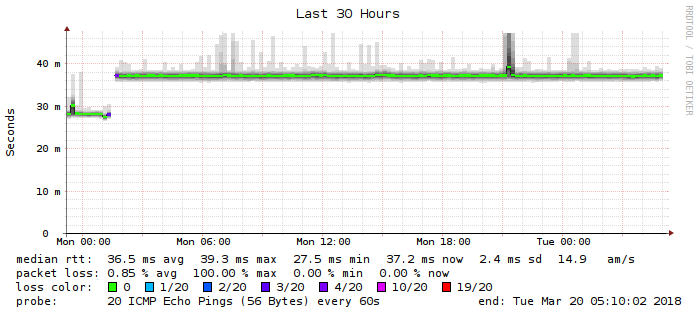 Last 30 Hours
RRDTOOL / TOBI OETIKER
Seconds
40 m
30 m
20 m
10 m
0
Mon 00:00 Mon 06:00 Mon 12:00 Mon 18:00 Tue 00:00
median rtt: 36.5 ms avg 39.3 ms max 27.5 ms min 37.2 ms now 2.4 ms sd 14.9 am/s
packet loss: 0.85 % avg 100.00 % max 0.00 % min 0.00 % now
loss color: 0 1/20 2/20 3/20 4/20 10/20 19/20
probe: 20 ICMP Echo Pings (56 Bytes) every 60s end: Tue Mar 20 05:10:02 2018